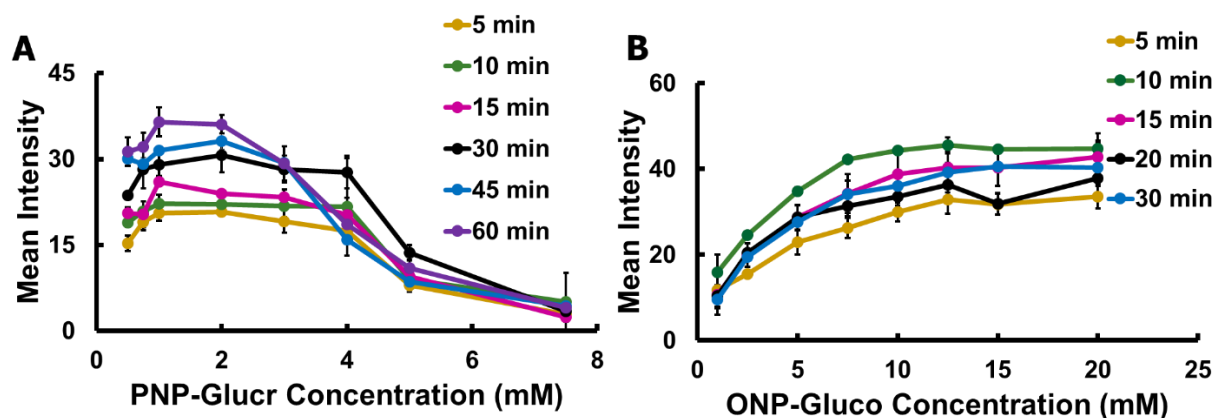 A
45
30
15
0
Mean Intensity
0
2
4
6
8
PNP-Glucr Concentration (mM)
5 min
10 min
15 min
30 min
45 min
60 min
B
60
40
20
0
Mean Intensity
0
5
10
15
20
25
ONP-Gluco Concentration (mM)
5 min
10 min
15 min
20 min
30 min